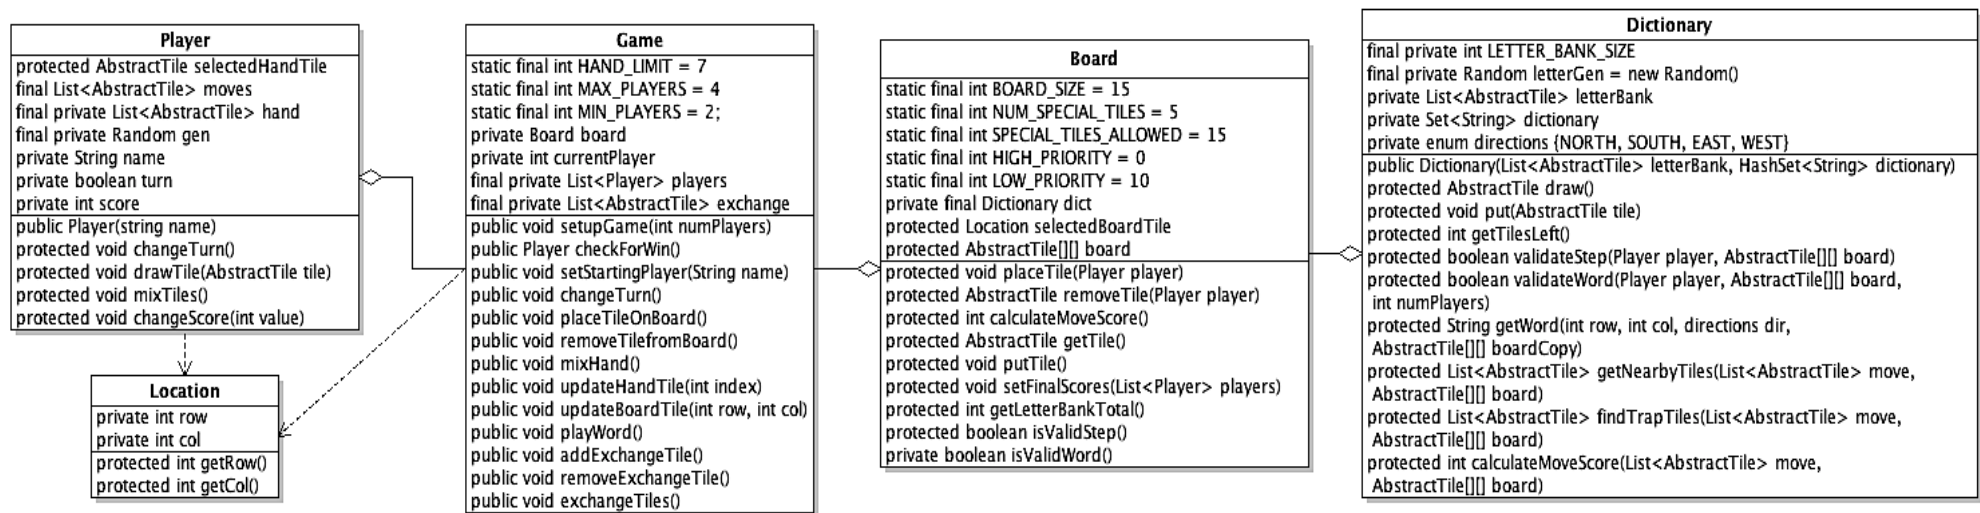 Player
protected AbstractTile selectedHandTile
final List<AbstractTile> moves
final private List<AbstractTile> hand
final private Random gen
private String name
private boolean turn
private int score
public Player(string name)
protected void changeTurn()
protected void drawTile(AbstractTile tile)
protected void mixTiles()
protected void changeScore(int value)
Location
private int row
private int col
protected int getRow()
protected int getCol()
Game
static final int HAND_LIMIT = 7
static final int MAX_PLAYERS = 4
static final int MIN_PLAYERS = 2;
private Board board
private int currentPlayer
final private List<Player> players
final private List<AbstractTile> exchange
public void setupGame(int numPlayers)
public Player checkForWin()
public void setStartingPlayer(String name)
public void changeTurn()
public void placeTileOnBoard()
public void removeTilefromBoard()
public void mixHand()
public void updateHandTile(int index)
public void updateBoardTile(int row, int col)
public void playWord()
public void addExchangeTile()
public void removeExchangeTile()
public void exchangeTiles()
Board
static final int BOARD_SIZE = 15
static final int NUM_SPECIAL_TILES = 5
static final int SPECIAL_TILES_ALLOWED = 15
static final int HIGH_PRIORITY = 0
static final int LOW_PRIORITY = 10
private final Dictionary dict
protected Location selectedBoardTile
protected AbstractTile[][] board
protected void placeTile(Player player)
protected AbstractTile removeTile(Player player)
protected int calculateMoveScore()
protected AbstractTile getTile()
protected void putTile()
protected void setFinalScores(List<Player> players)
protected int getLetterBankTotal()
protected boolean isValidStep()
private boolean isValidWord()
Dictionary
final private int LETTER_BANK_SIZE
final private Random letterGen = new Random()
private List<AbstractTile> letterBank
private Set<String> dictionary
private enum directions {NORTH, SOUTH, EAST, WEST}
public Dictionary(List<AbstractTile> letterBank, HashSet<String> dictionary)
protected AbstractTile draw()
protected void put(AbstractTile tile)
protected int getTilesLeft()
protected boolean validateStep(Player player, AbstractTile[][] board)
protected boolean validateWord(Player player, AbstractTile[][] board,
int numPlayers)
protected String getWord(int row, int col, directions dir,
AbstractTile[][] boardCopy)
protected List<AbstractTile> getNearbyTiles(List<AbstractTile> move,
AbstractTile[][] board)
protected List<AbstractTile> findTrapTiles(List<AbstractTile> move,
AbstractTile[][] board)
protected int calculateMoveScore(List<AbstractTile> move,
AbstractTile[][] board)